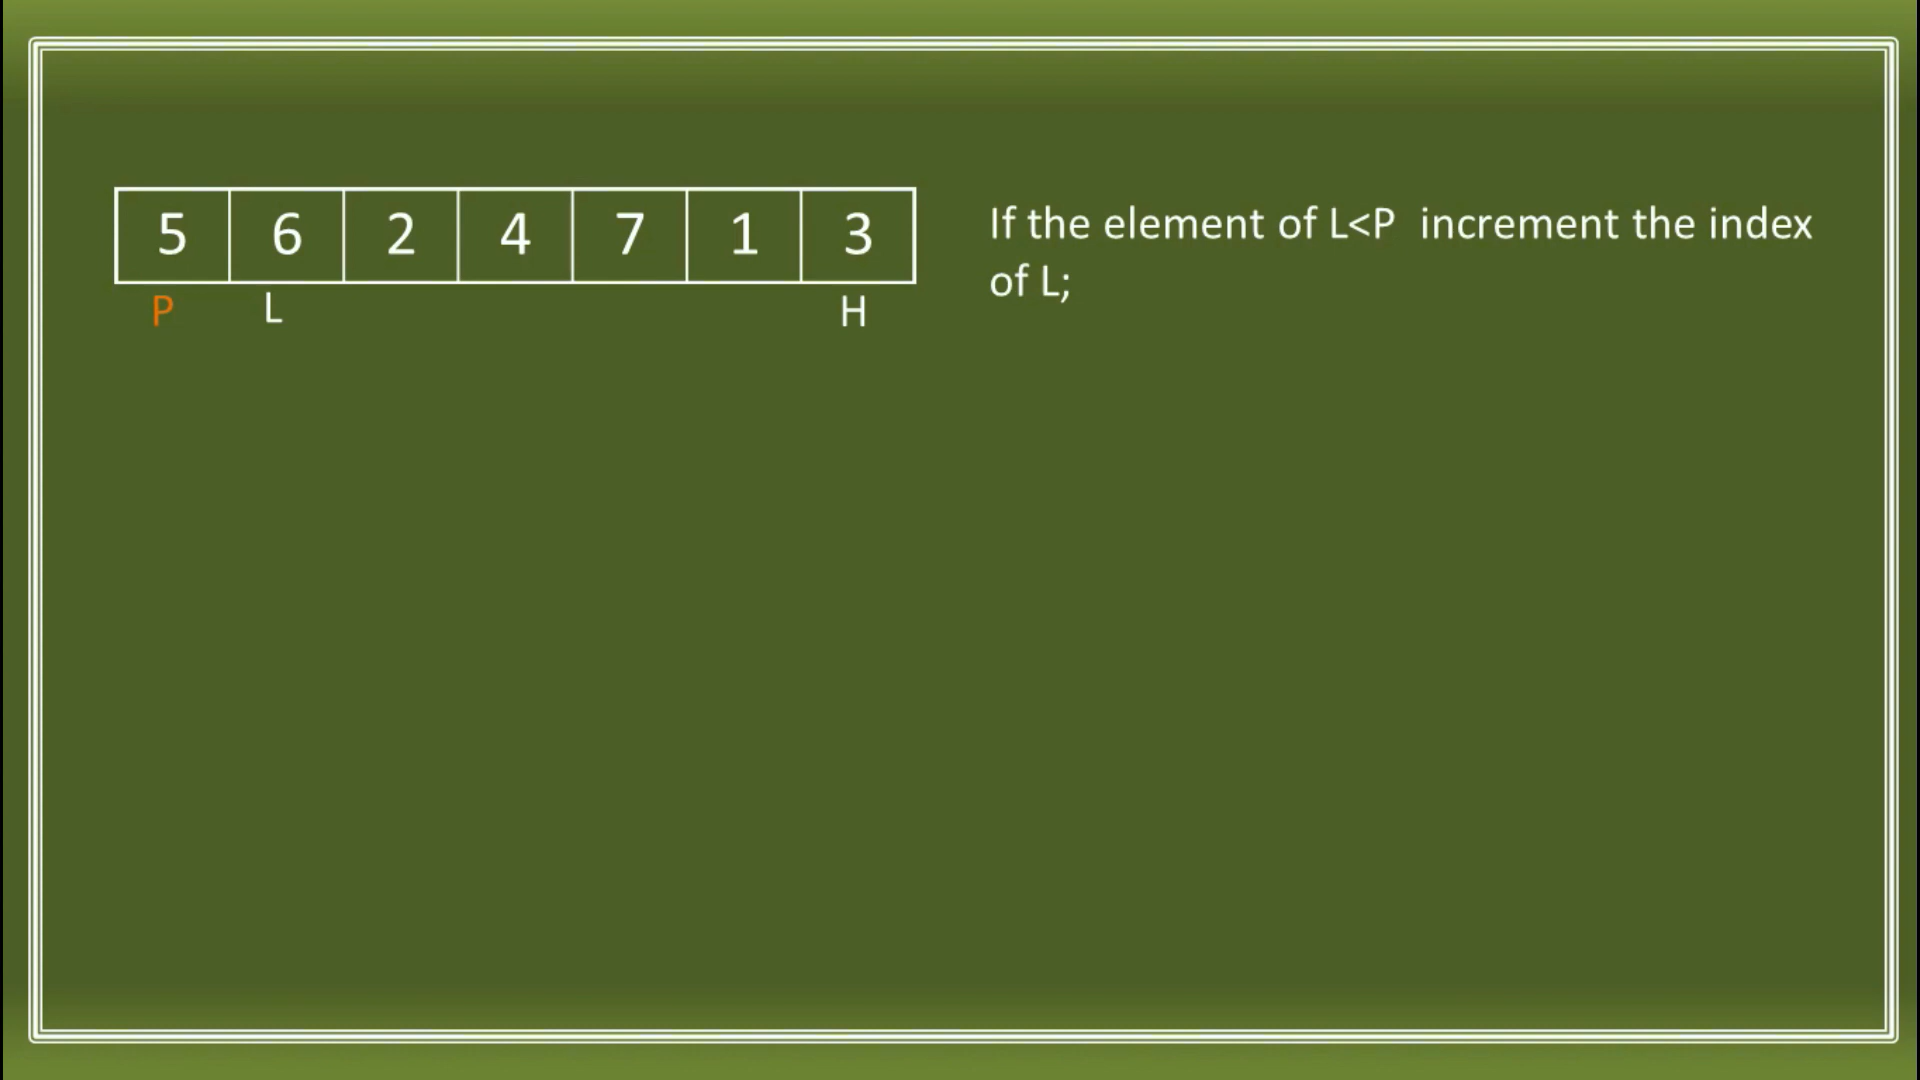 5 6 2 4 7 1 3
P L H
If the element of L<P increment the index
of L;